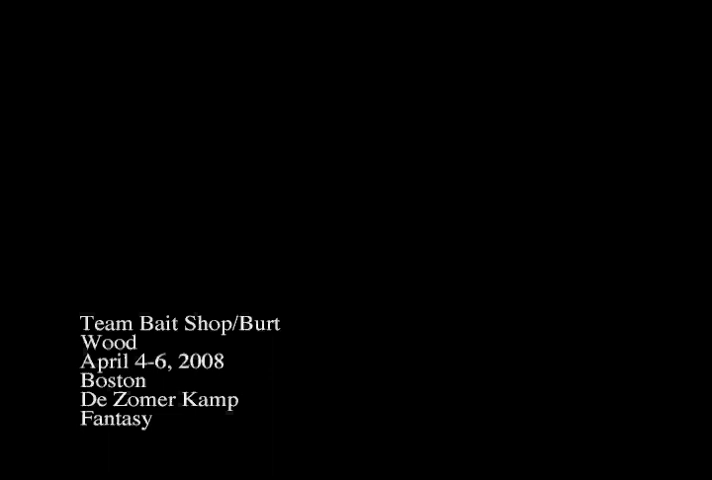 Team Bait Shop/Burt
Wood
April 4-6, 2008
Boston
De Zomer Kamp
Fantasy